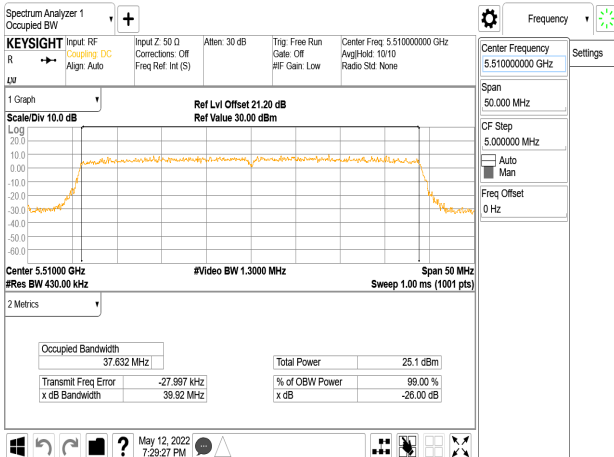 Spectrum Analyzer 1
Occupied BW
Frequency
KEYSIGHT
R
Input: RF
Coupling: DC
Align: Auto
Input Z: 50 Ω
Corrections: Off
Freq Ref: Int (S)
Atten: 30 dB
Trig: Free Run
Gate: Off
#IF Gain: Low
Center Freq: 5.510000000 GHz
Avg|Hold: 10/10
Radio Std: None
Center Frequency
5.510000000 GHz
Settings
Span
50.000 MHz
CF Step
5.000000 MHz
Auto
Man
Freq Offset
0 Hz
1 Graph
Ref Lvl Offset 21.20 dB
Scale/Div 10.0 dB
Ref Value 30.00 dBm
Log
20.0
10.0
0.00
-10.0
-20.0
-30.0
-40.0
-50.0
-60.0
Center 5.51000 GHz
#Video BW 1.3000 MHz
Span 50 MHz
#Res BW 430.00 kHz
Sweep 1.00 ms (1001 pts)
2 Metrics
Occupied Bandwidth
37.632 MHz
Total Power 25.1 dBm
Transmit Freq Error -27.997 kHz
% of OBW Power 99.00 %
x dB Bandwidth 39.92 MHz
x dB -26.00 dB
?
May 12, 2022
7:29:27 PM